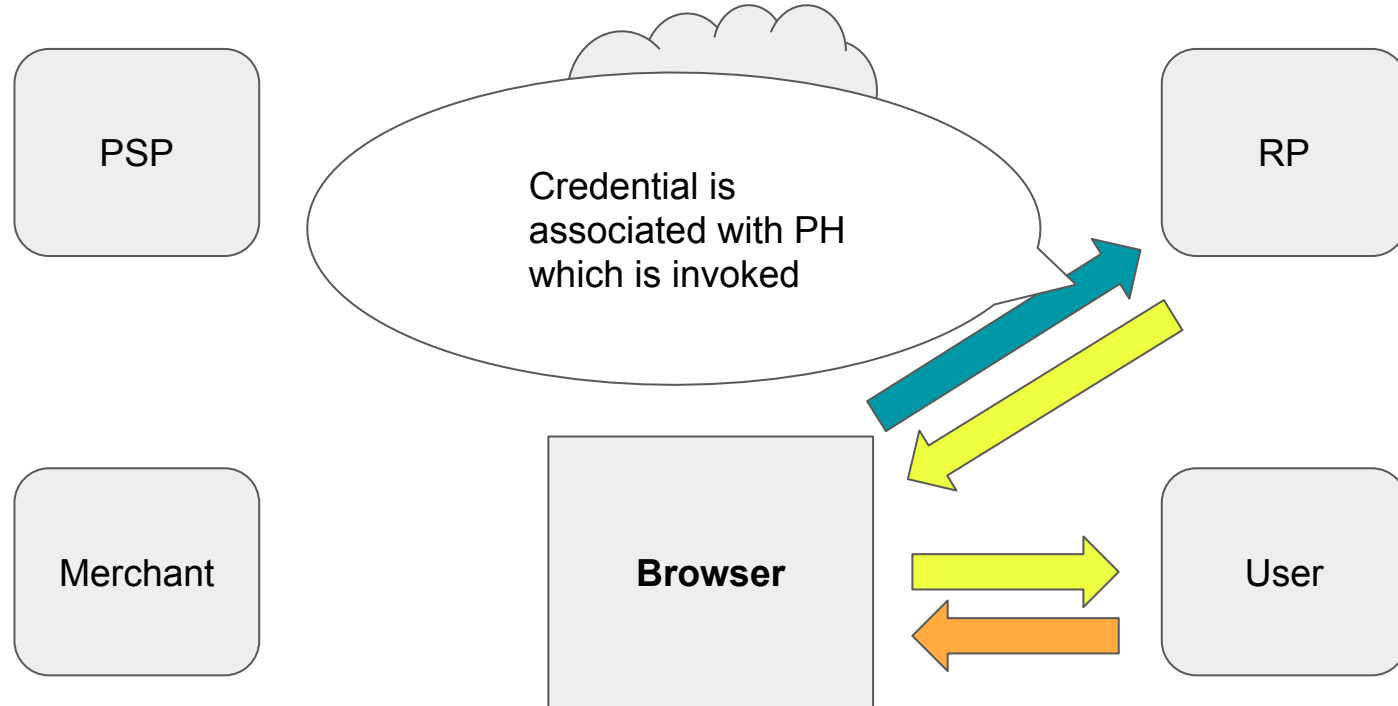 PSP
Credential is
associated with PH
which is invoked
RP
Merchant
Browser
User